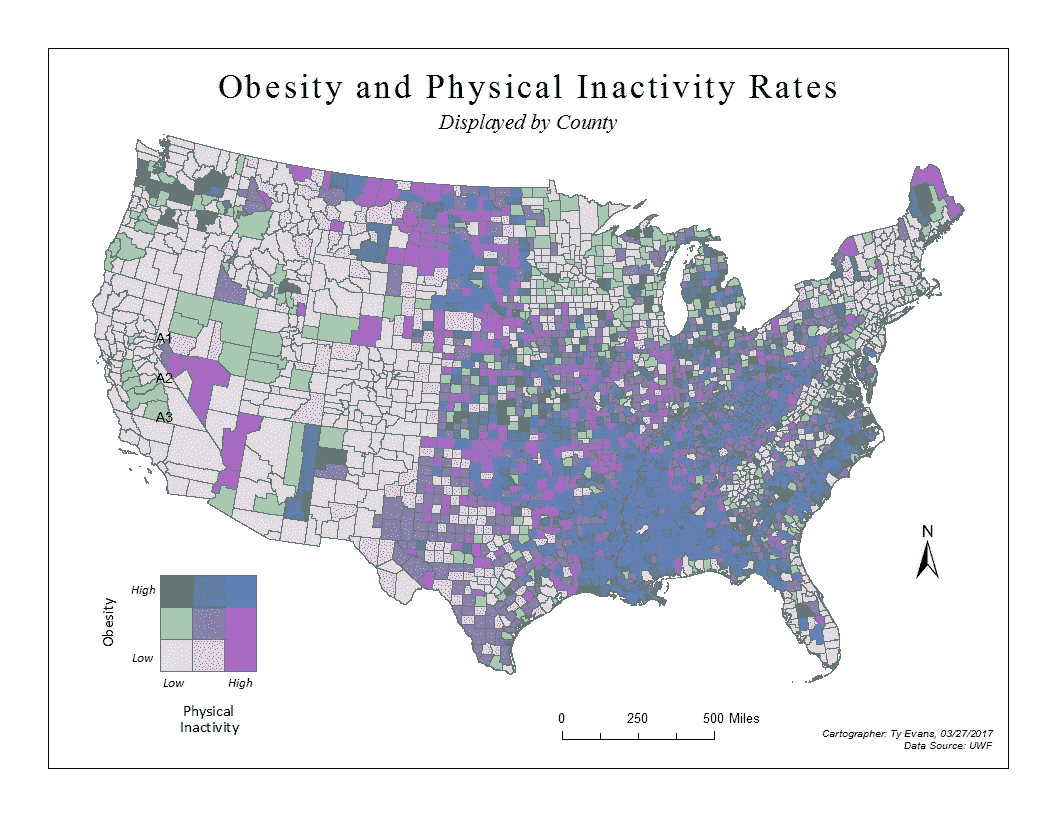 Obesity and Physical Inactivity Rates
Displayed by County
A1
A2
A3
N
High
Obesity
Low
Low
High
Physical
Inactivity
0 250 500 Miles
Cartographer: Ty Evans, 03/27/2017
Data Source: UWF